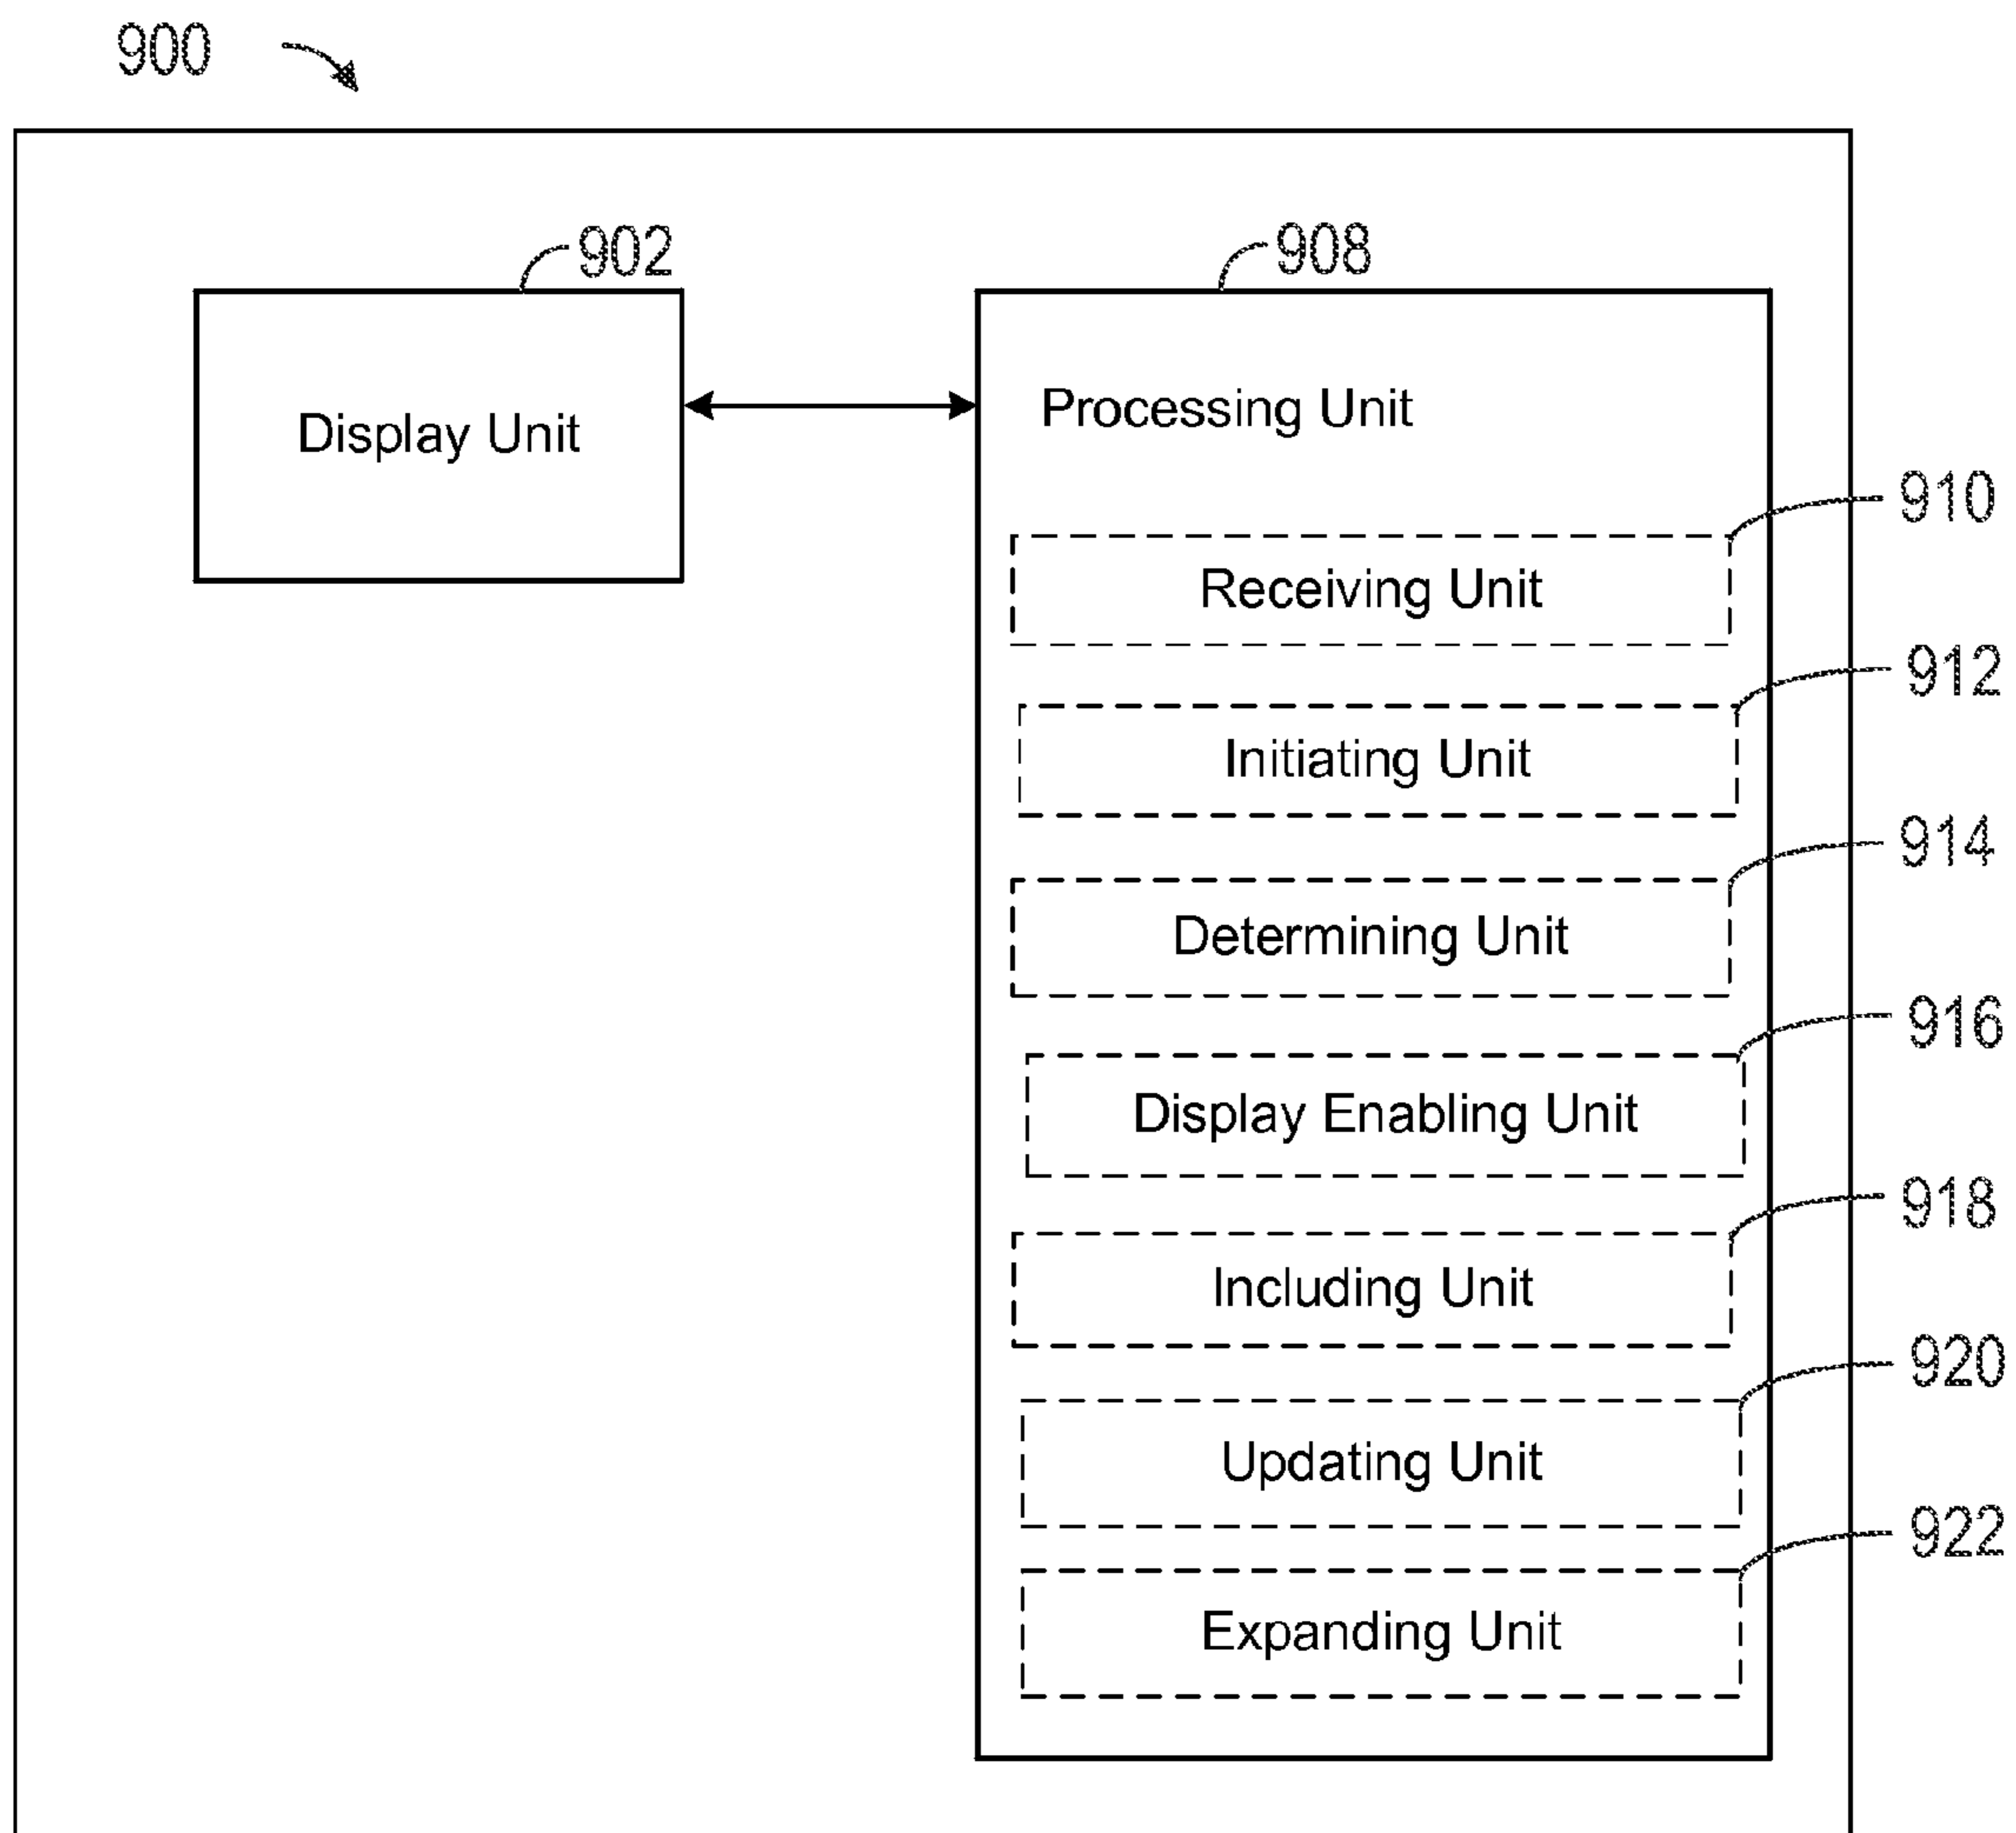 900
902
908
Display Unit
Processing Unit
910
Receiving Unit
912
Initiating Unit
914
Determining Unit
916
Display Enabling Unit
918
Including Unit
920
Updating Unit
922
Expanding Unit